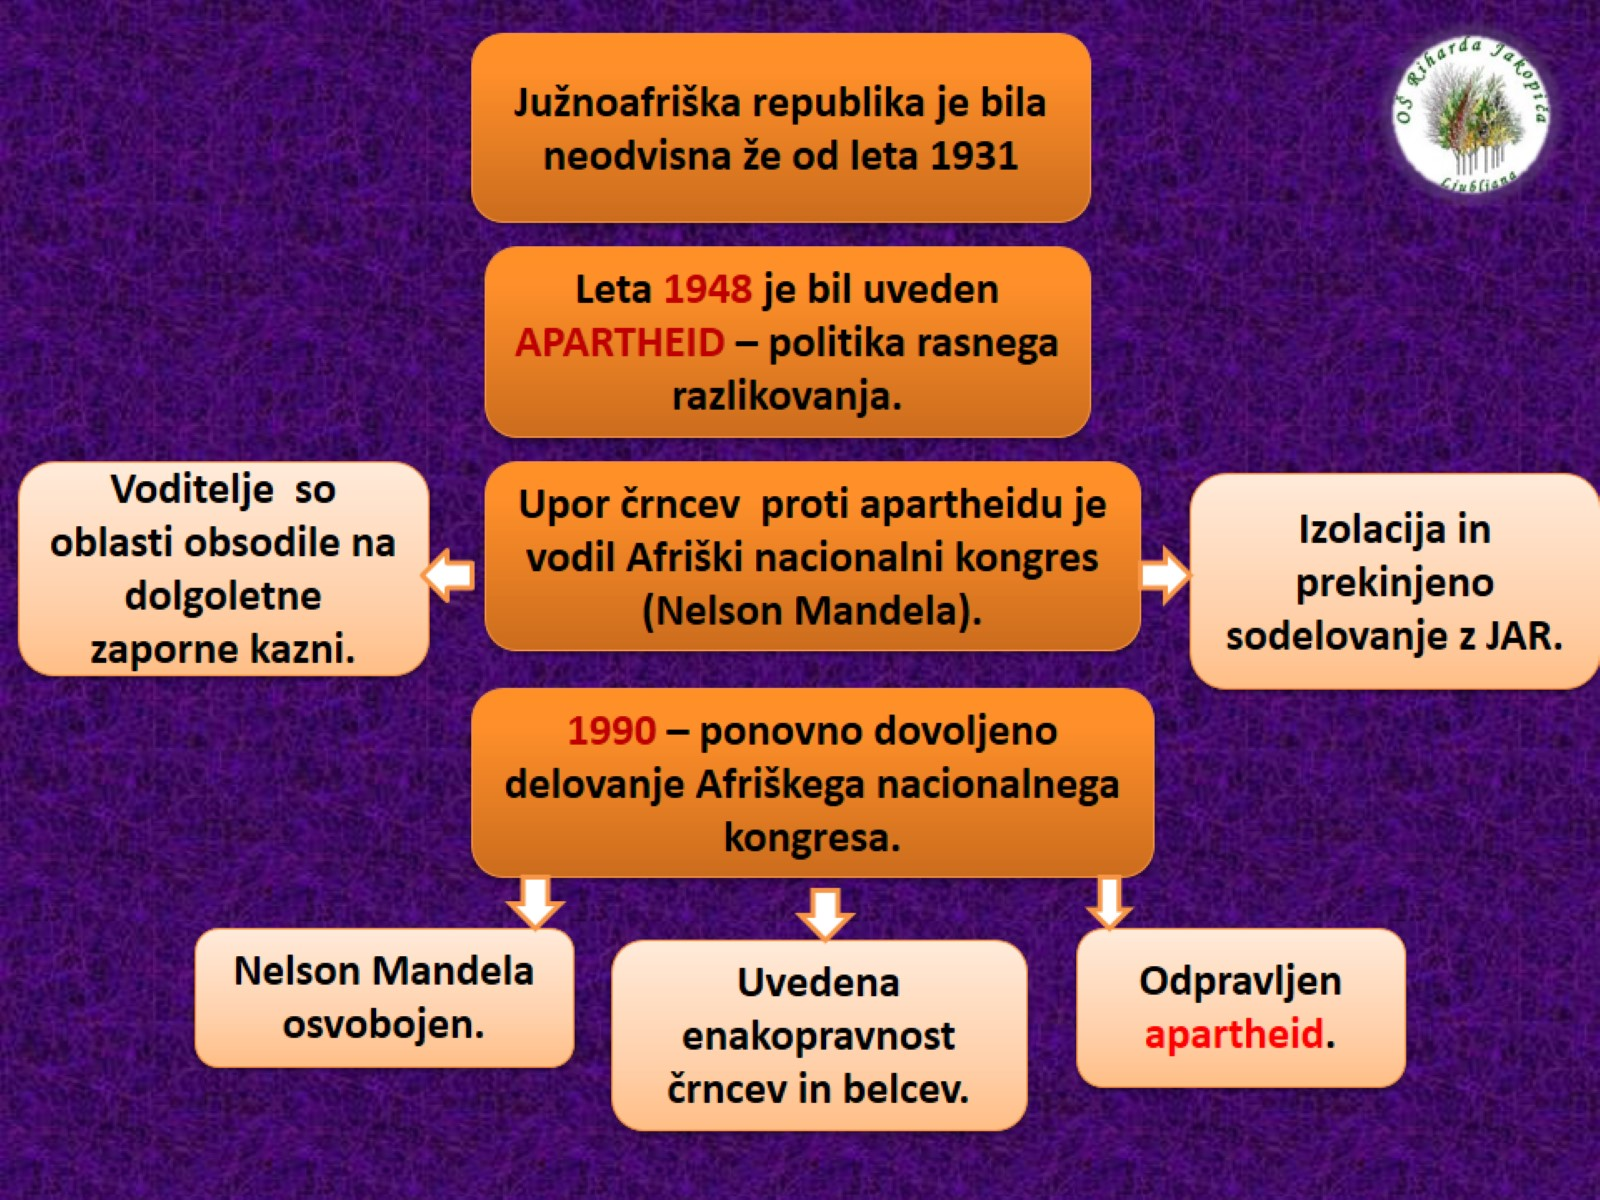 Južnoafriška republika je bila
neodvisna že od leta 1931
OŠ Riharda Jakopiča
Ljubljana
Leta 1948 je bil uveden
APARTHEID – politika rasnega
razlikovanja.
Voditelje so
oblasti obsodile na
dolgoletne
zaporne kazni.
Upor črncev proti apartheidu je
vodil Afriški nacionalni kongres
(Nelson Mandela).
Izolacija in
prekinjeno
sodelovanje z JAR.
1990 – ponovno dovoljeno
delovanje Afriškega nacionalnega
kongresa.
Nelson Mandela
osvobojen.
Uvedena
enakopravnost
črncev in belcev.
Odpravljen
apartheid.